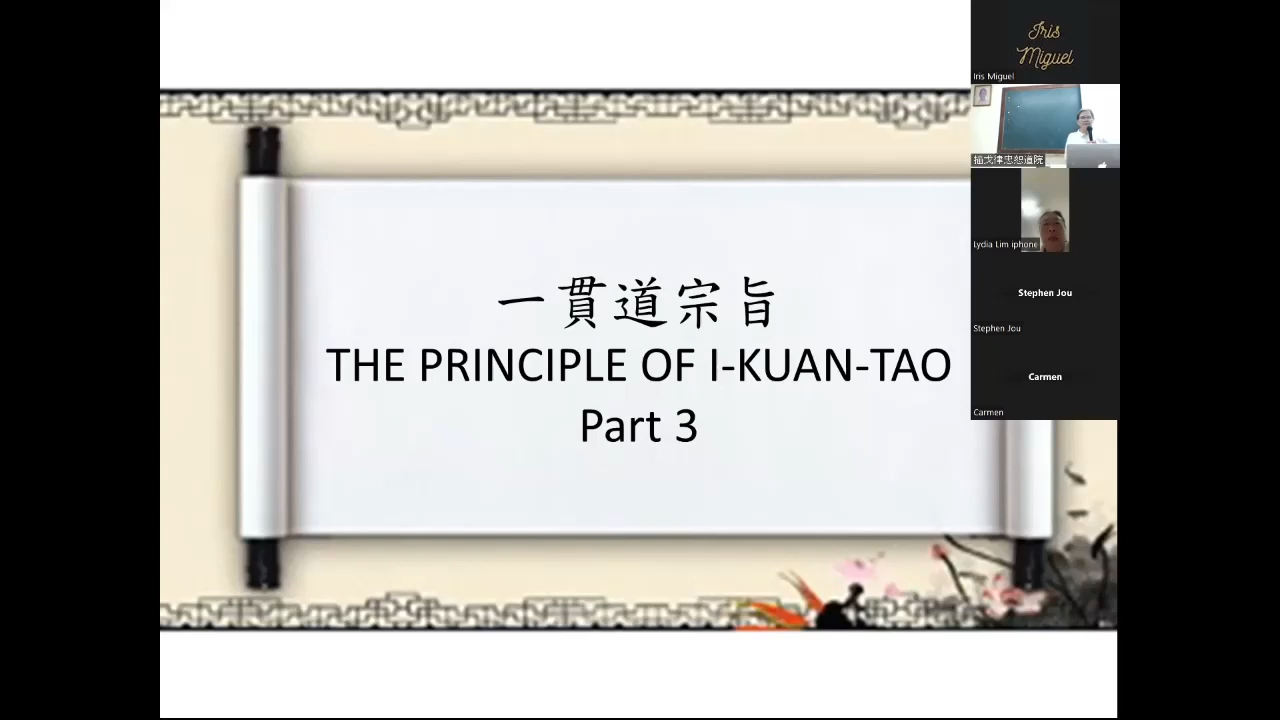 一貫道宗旨
THE PRINCIPLE OF I-KUAN-TAO
Part 3
Iris
Miguel
Iris Miguel
Lydia Lim iphone
Stephen Jou
Stephen Jou
Carmen
Carmen